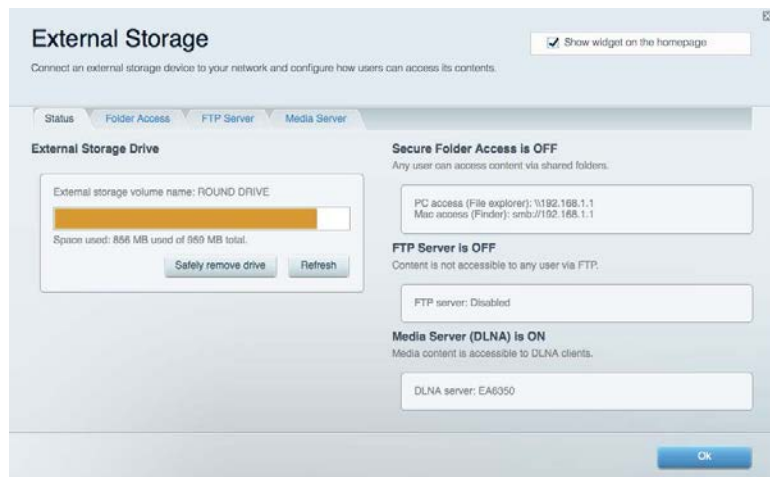 External Storage
Show widget on the homepage
Connect an external storage device to your network and configure how users can access its contents.
Status
Folder Access
FTP Server
Media Server
External Storage Drive
External storage volume name: ROUND DRIVE
Space used: 856 MB used of 959 MB total.
Safely remove drive
Refresh
Secure Folder Access is OFF
Any user can access content via shared folders.
PC access (File explorer): \\192.168.1.1
Mac access (Finder): smb://192.168.1.1
FTP Server is OFF
Content is not accessible to any user via FTP.
FTP server: Disabled
Media Server (DLNA) is ON
Media content is accessible to DLNA clients.
DLNA server: EA6350
Ok